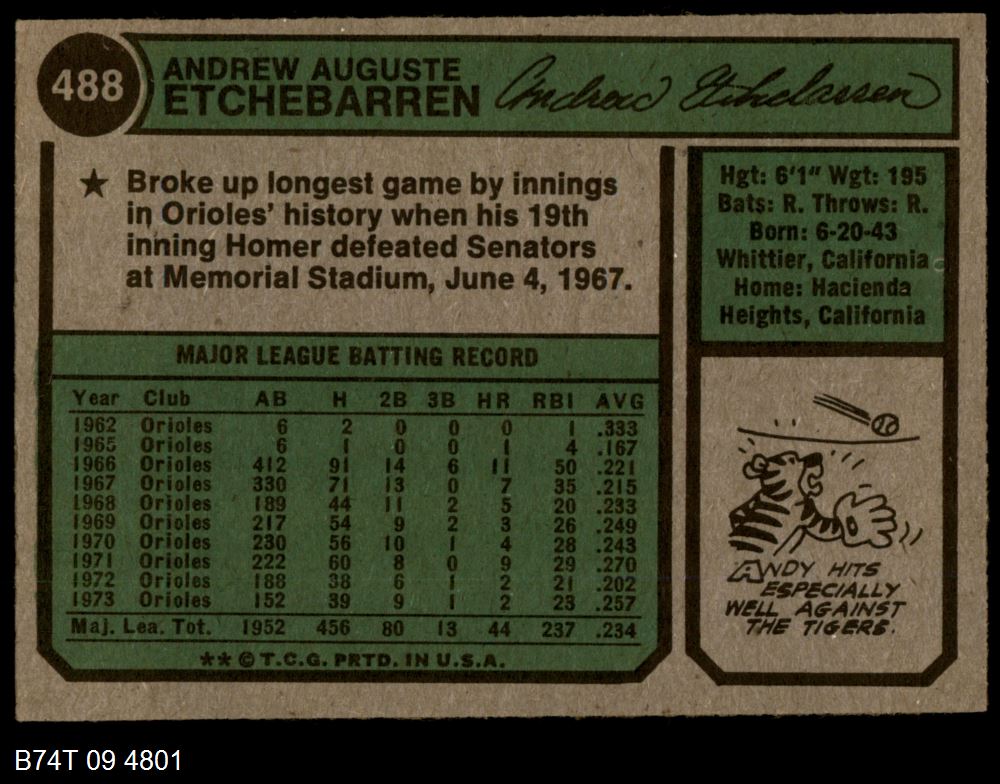 488
ANDREW AUGUSTE
ETCHEBARREN
Andrew Etchebarren
★ Broke up longest game by innings
in Orioles' history when his 19th
inning Homer defeated Senators
at Memorial Stadium, June 4, 1967.
Hgt: 6'1" Wgt: 195
Bats: R. Throws: R.
Born: 6-20-43
Whittier, California
Home: Hacienda
Heights, California
MAJOR LEAGUE BATTING RECORD
Year Club AB H 2B 3B HR RBI AVG
1962 Orioles 6 2 0 0 0 1 .333
1965 Orioles 6 1 0 0 1 4 .167
1966 Orioles 412 91 14 6 11 50 .221
1967 Orioles 330 71 13 0 7 35 .215
1968 Orioles 189 44 11 2 5 20 .233
1969 Orioles 217 54 9 2 3 26 .249
1970 Orioles 230 56 10 1 4 28 .243
1971 Orioles 222 60 8 0 9 29 .270
1972 Orioles 188 38 6 1 2 21 .202
1973 Orioles 152 39 9 1 2 23 .257
Maj. Lea. Tot. 1952 456 80 13 44 237 .234
** © T.C.G. PRTD. IN U.S.A.
ANDY HITS
ESPECIALLY
WELL AGAINST
THE TIGERS.
B74T 09 4801